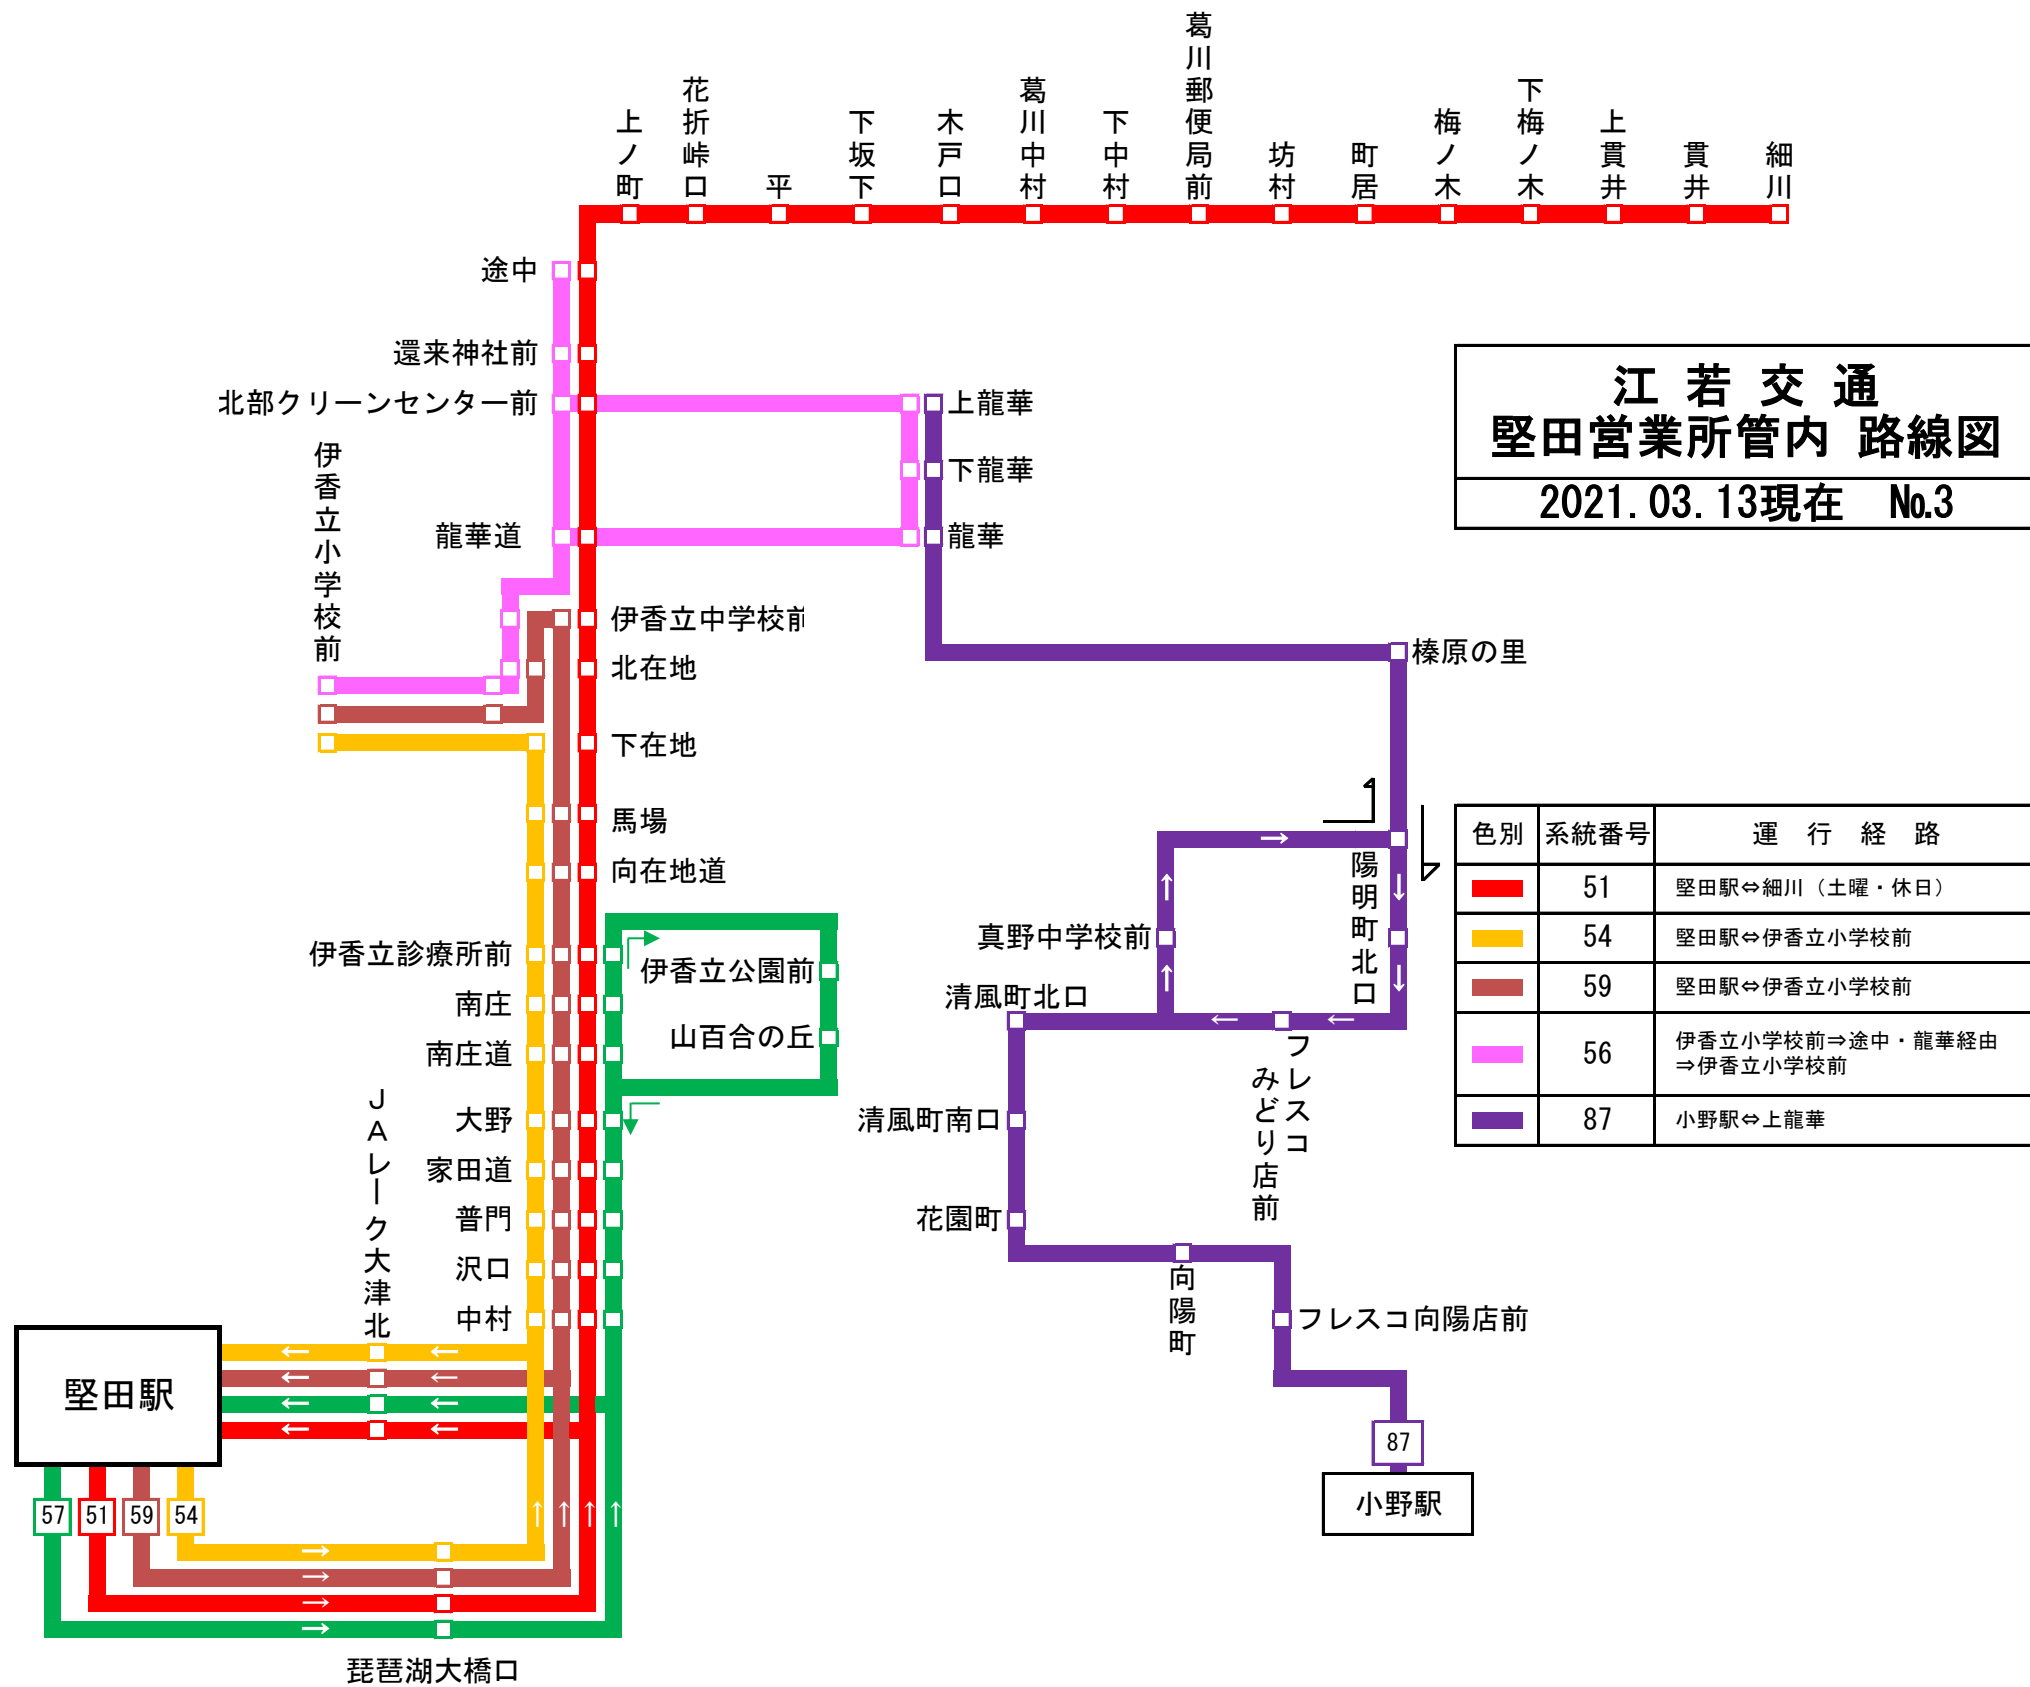 上ノ町
花折峠口
平
下坂下
木戸口
葛川中村
下中村
葛川郵便局前
坊村
町居
梅ノ木
下梅ノ木
上貫井
貫井
細川
途中
還来神社前
北部クリーンセンター前
伊香立小学校前
龍華道
上龍華
下龍華
龍華
江若交通
堅田営業所管内 路線図
2021.03.13現在 №3
伊香立中学校前
北在地
下在地
馬場
向在地道
榛原の里
陽明町北口
真野中学校前
清風町北口
フレスコ
みどり店前
清風町南口
花園町
向陽町
フレスコ向陽店前
87
小野駅
伊香立診療所前
南庄
南庄道
大野
家田道
普門
沢口
中村
伊香立公園前
山百合の丘
JAレーク大津北
堅田駅
57
51
59
54
琵琶湖大橋口
色別 系統番号 運行経路
51 堅田駅⇔細川（土曜・休日）
54 堅田駅⇔伊香立小学校前
59 堅田駅⇔伊香立小学校前
56 伊香立小学校前⇒途中・龍華経由
⇒伊香立小学校前
87 小野駅⇔上龍華